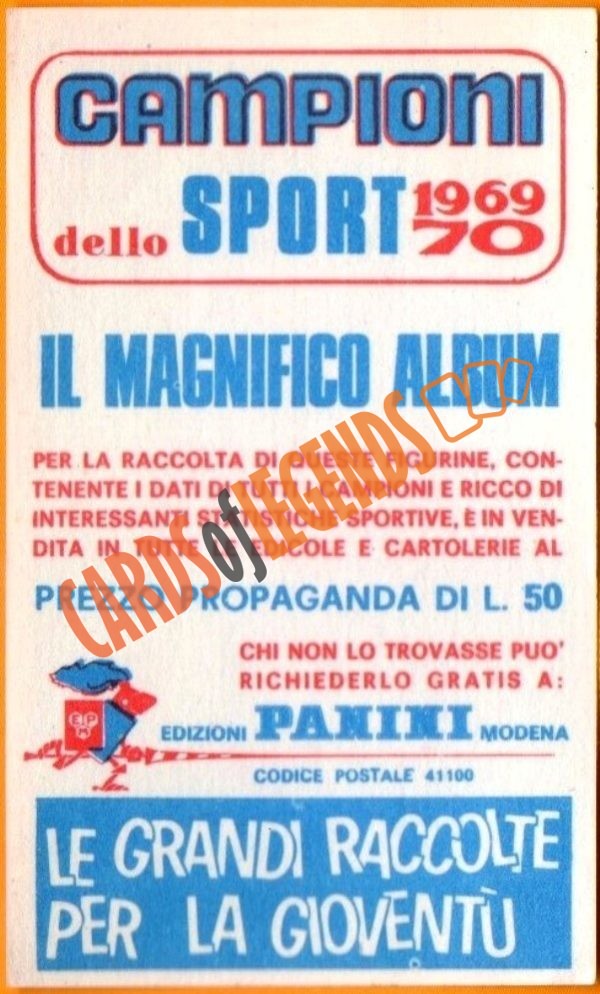 CAMPIONI
dello SPORT 1969 70
IL MAGNIFICO ALBUM
PER LA RACCOLTA DI QUESTE FIGURINE, CON-
TENENTE I DATI DI TUTTI I CAMPIONI E RICCO DI
INTERESSANTI STATISTICHE SPORTIVE, È IN VEN-
DITA IN TUTTE LE EDICOLE E CARTOLERIE AL
PREZZO PROPAGANDA DI L. 50
CHI NON LO TROVASSE PUO'
RICHIEDERLO GRATIS A:
EDIZIONI PANINI MODENA
CODICE POSTALE 41100
EPM
LE GRANDI RACCOLTE
PER LA GIOVENTÙ
CARDSofLEGENDS